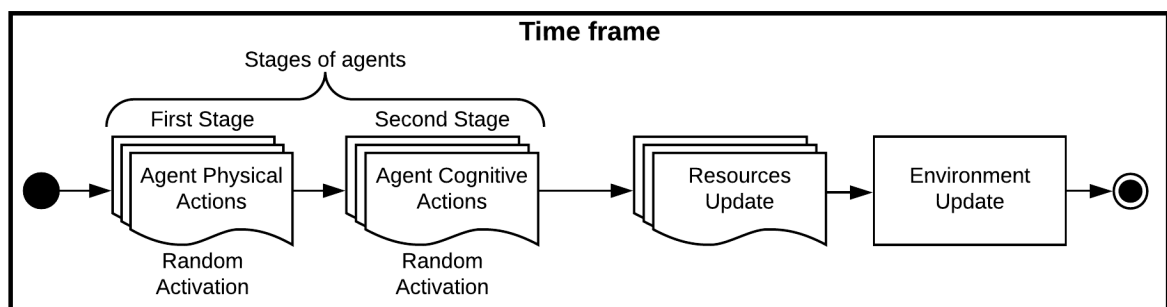 Time frame
Stages of agents
First Stage
Second Stage
Agent Physical
Actions
Agent Cognitive
Actions
Resources
Update
Environment
Update
Random
Activation
Random
Activation